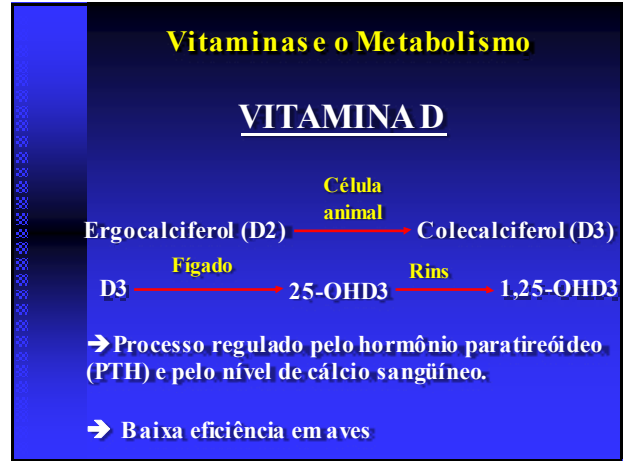 Vitaminas e o Metabolismo
VITAMINA D
Célula
animal
Ergocalciferol (D2) Colecalciferol (D3)
Fígado Rins
D3 25-OHD3 1,25-OHD3
➔ Processo regulado pelo hormônio paratireóideo
(PTH) e pelo nível de cálcio sangüíneo.
➔ Baixa eficiência em aves